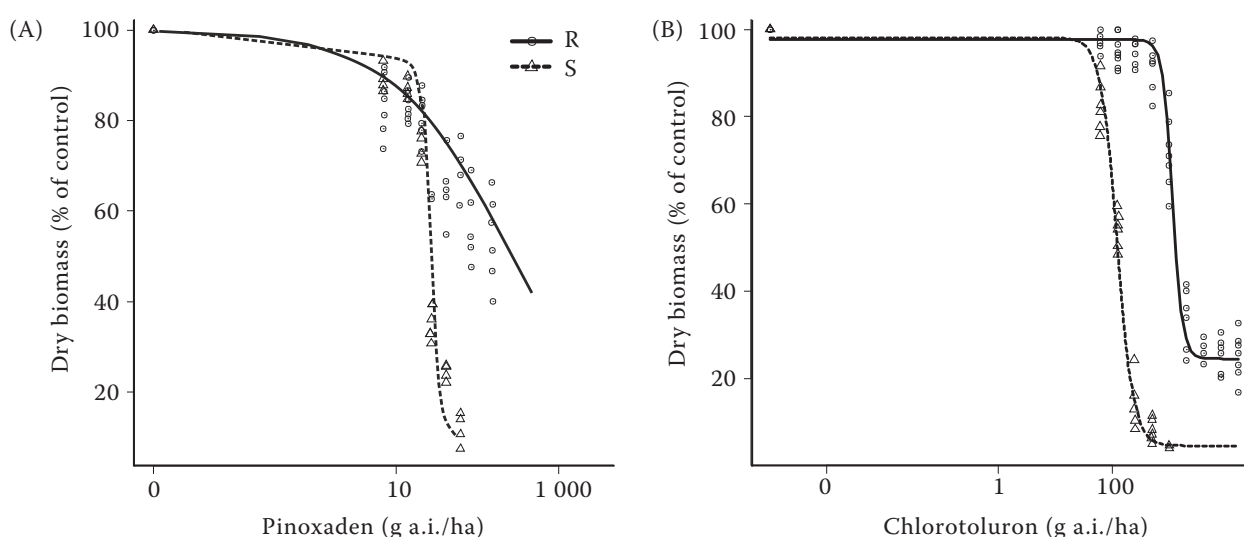 (A)
Dry biomass (% of control)
100
80
60
40
20
0
10
1 000
Pinoxaden (g a.i./ha)
R
S
(B)
Dry biomass (% of control)
100
80
60
40
20
0
1
100
Chlorotoluron (g a.i./ha)